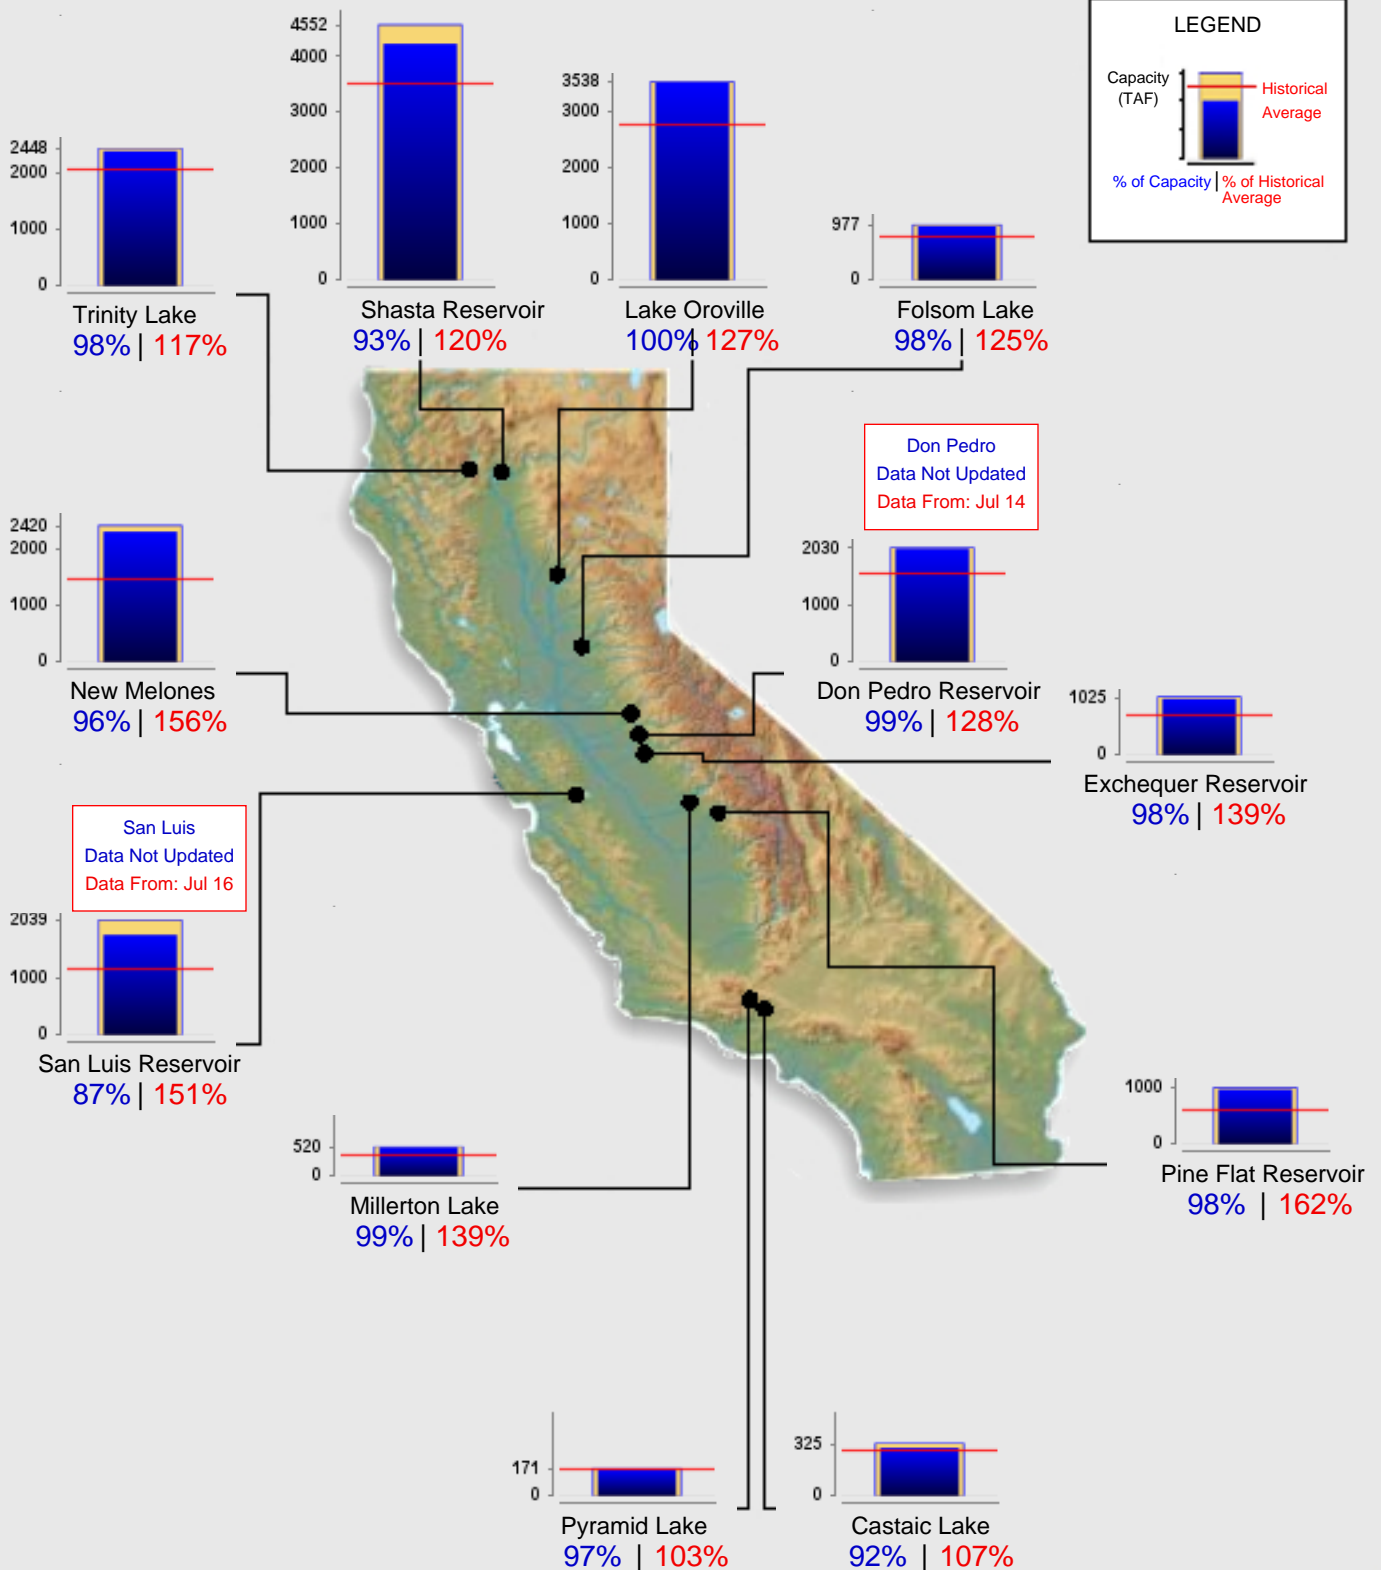 LEGEND
Capacity
(TAF)
Historical
Average
% of Capacity | % of Historical
Average
4552
4000
3000
2000
1000
0
Shasta Reservoir
93% | 120%
3538
3000
2000
1000
0
Lake Oroville
100% 127%
2448
2000
1000
0
Trinity Lake
98% | 117%
977
0
Folsom Lake
98% | 125%
Don Pedro
Data Not Updated
Data From: Jul 14
2030
1000
0
Don Pedro Reservoir
99% | 128%
2420
2000
1000
0
New Melones
96% | 156%
1025
0
Exchequer Reservoir
98% | 139%
San Luis
Data Not Updated
Data From: Jul 16
2039
1000
0
San Luis Reservoir
87% | 151%
520
0
Millerton Lake
99% | 139%
1000
0
Pine Flat Reservoir
98% | 162%
171
0
Pyramid Lake
97% | 103%
325
0
Castaic Lake
92% | 107%